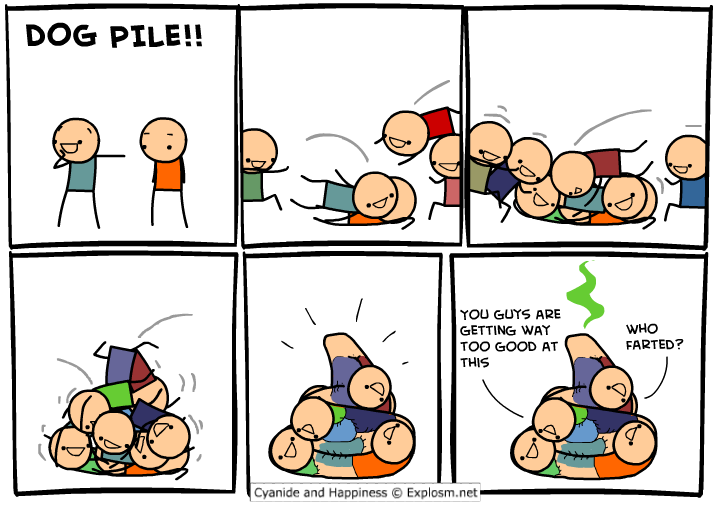 DOG PILE!!
YOU GUYS ARE
GETTING WAY
TOO GOOD AT
THIS
WHO
FARTED?
Cyanide and Happiness © Explosm.net